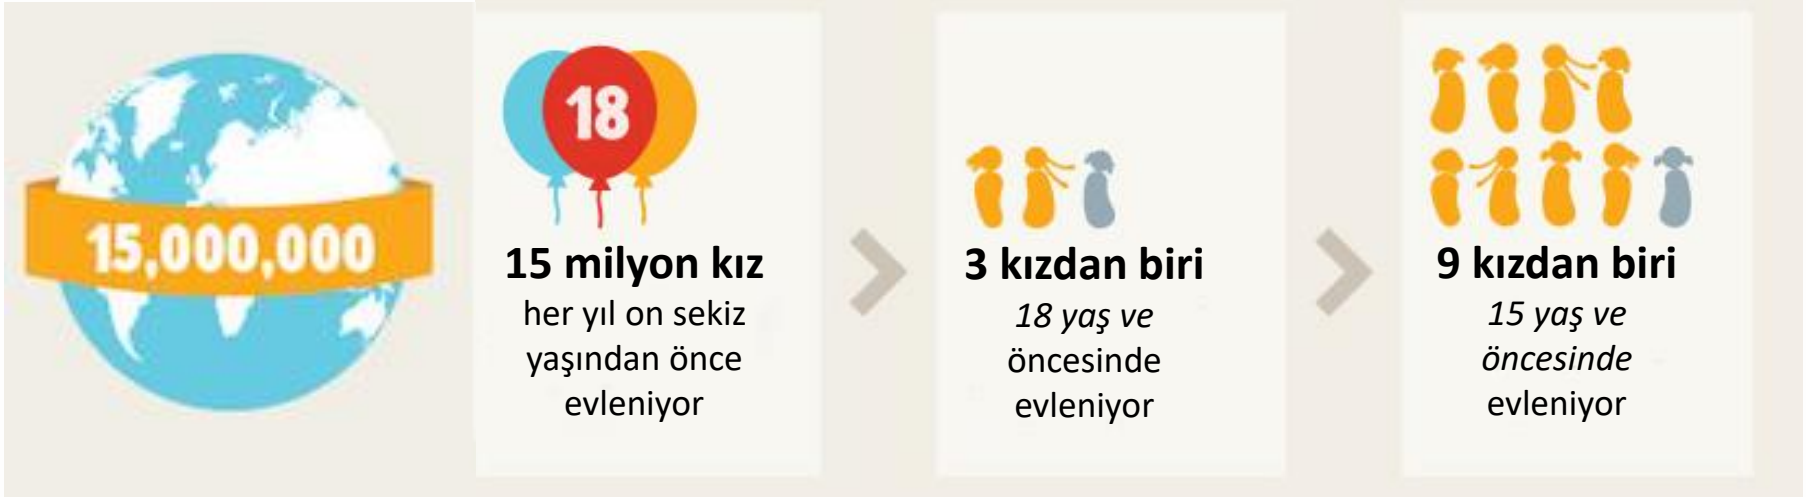 15,000,000
18
15 milyon kız
her yıl on sekiz
yaşından önce
evleniyor
3 kızdan biri
18 yaş ve
öncesinde
evleniyor
9 kızdan biri
15 yaş ve
öncesinde
evleniyor